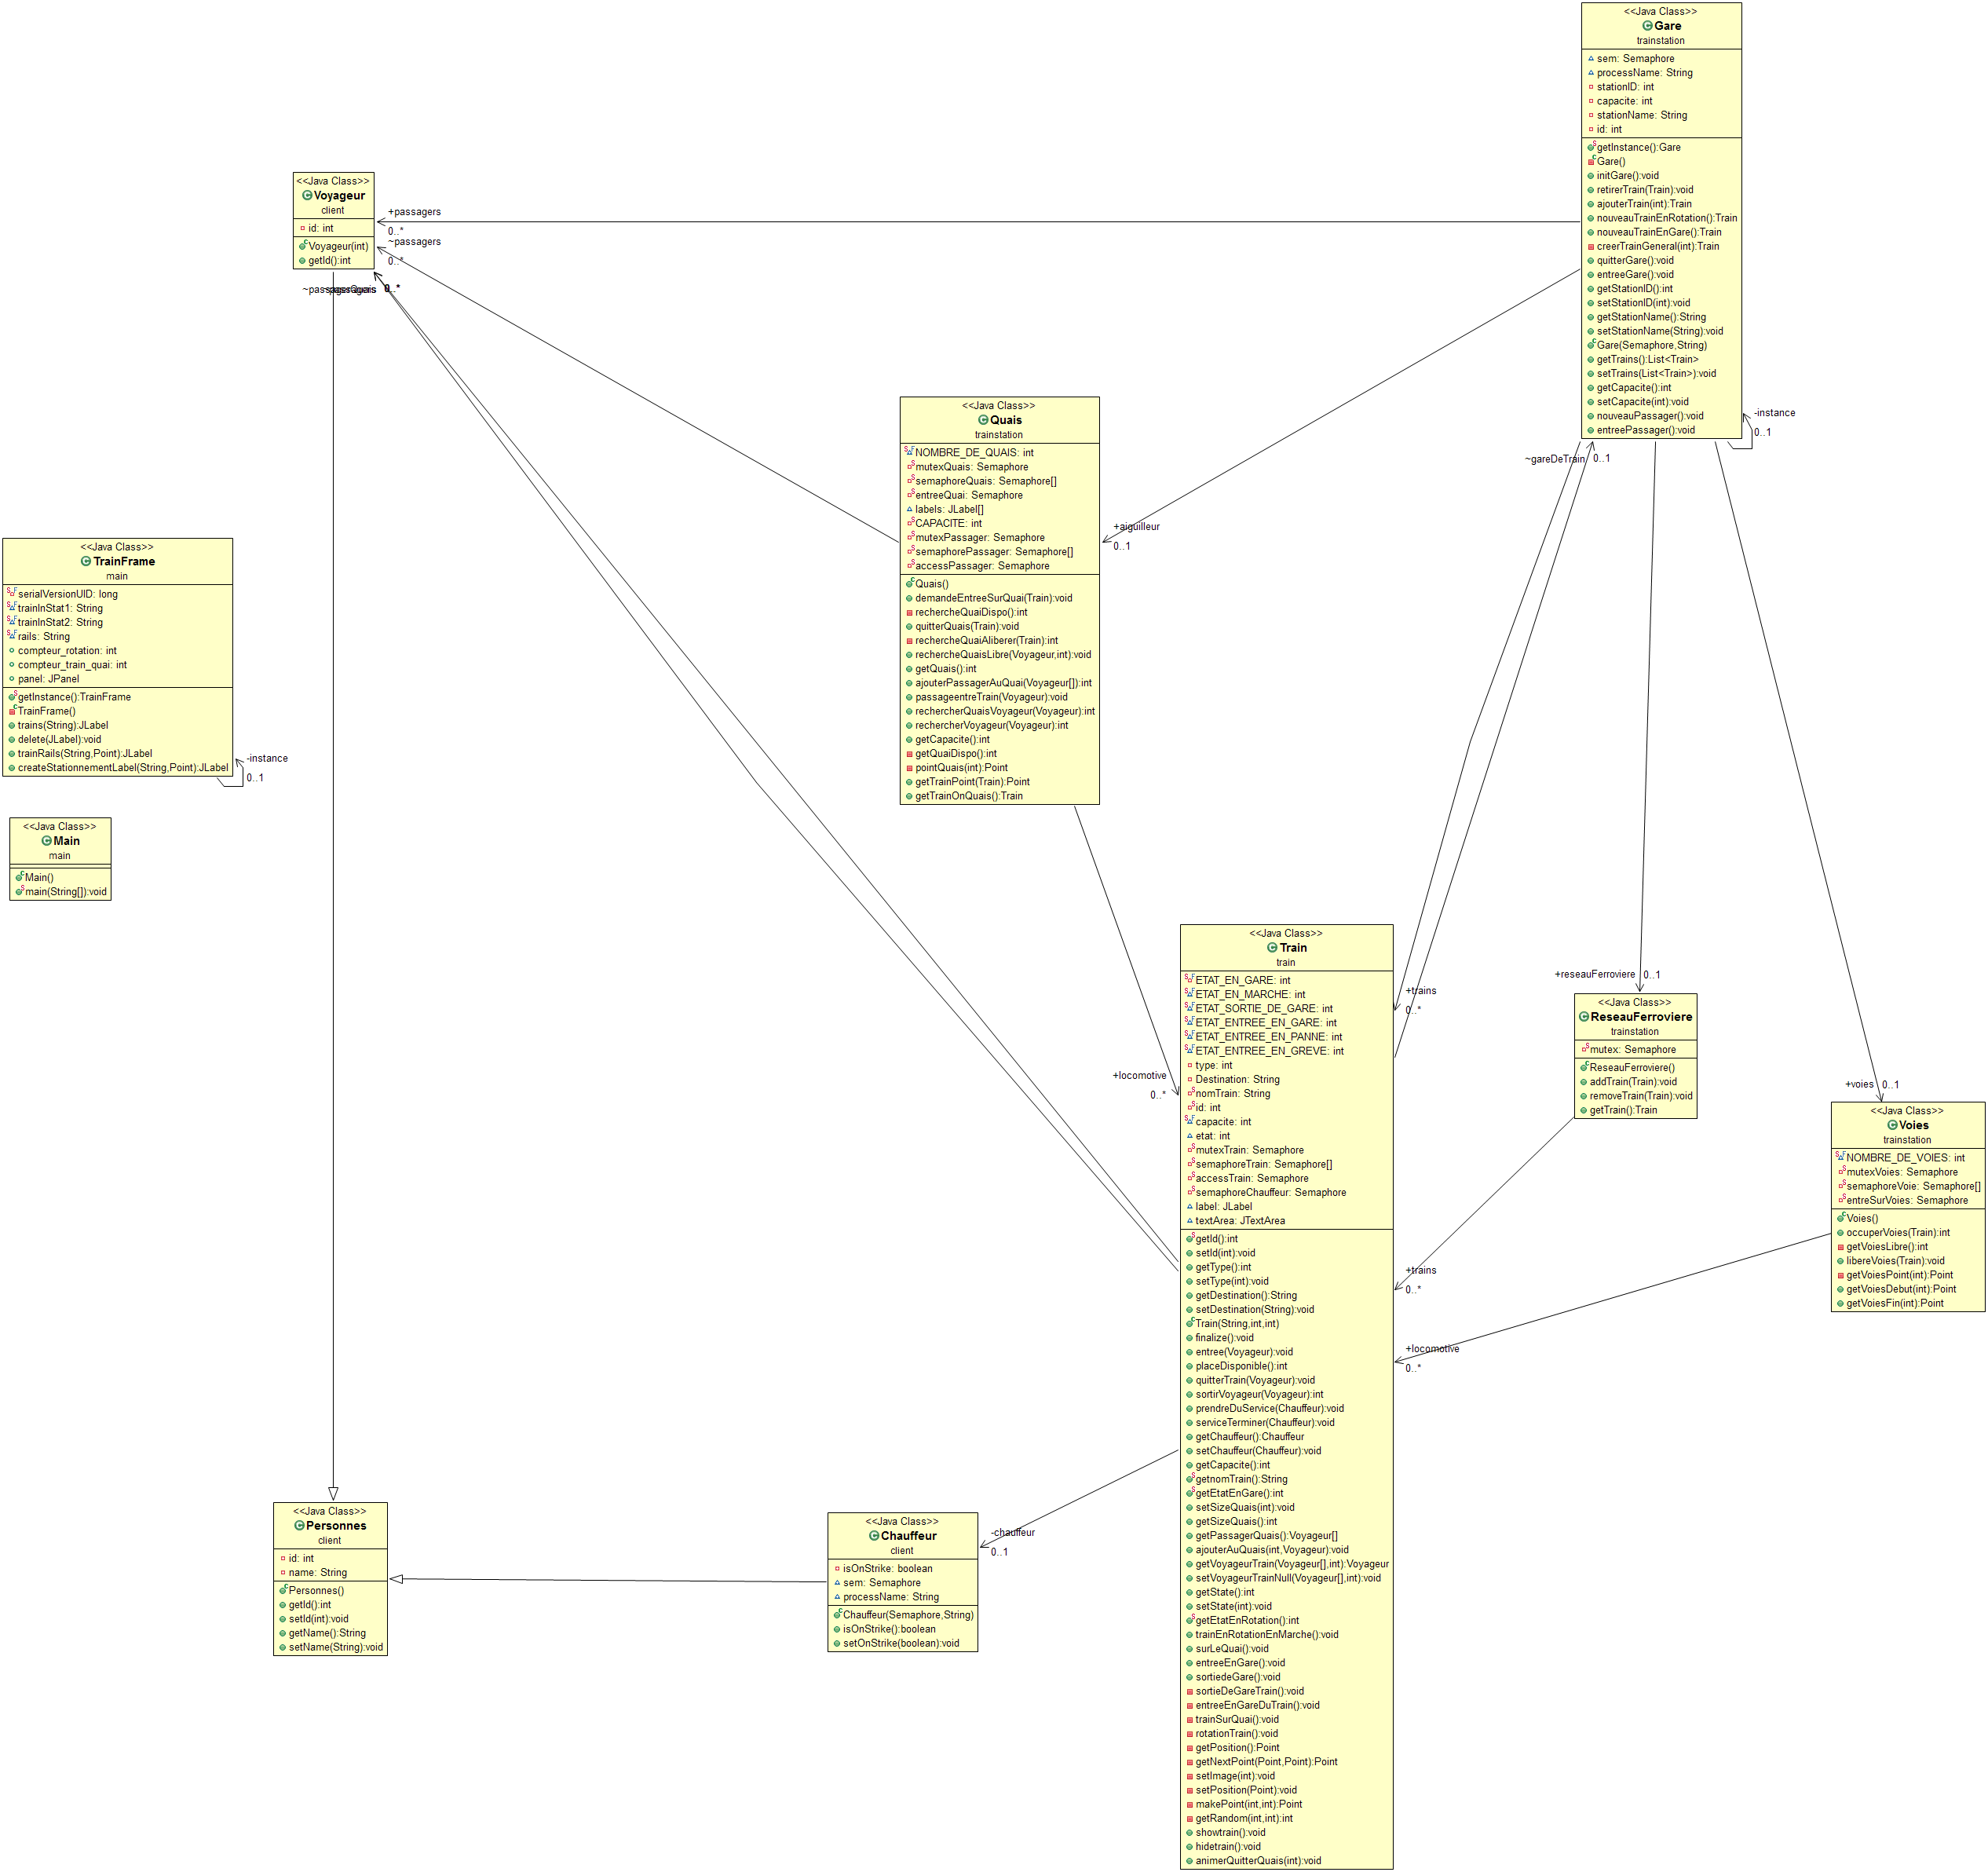 <<Java Class>>
Gare
trainstation
sem: Semaphore
processName: String
stationID: int
capacite: int
stationName: String
id: int
getInstance():Gare
Gare()
initGare():void
retirerTrain(Train):void
ajouterTrain(int):Train
nouveauTrainEnRotation():Train
nouveauTrainEnGare():Train
creerTrainGeneral(int):Train
quitterGare():void
entreeGare():void
getStationID():int
setStationID(int):void
getStationName():String
setStationName(String):void
Gare(Semaphore,String)
getTrains():List<Train>
setTrains(List<Train>):void
getCapacite():int
setCapacite(int):void
nouveauPassager():void
entreePassager():void
-instance
0..1
<<Java Class>>
Voyageur
client
id: int
Voyageur(int)
getId():int
+passagers
0..*
~passagers
0..*
0..*
~gareDeTrain
0..1
<<Java Class>>
Quais
trainstation
NOMBRE_DE_QUAIS: int
mutexQuais: Semaphore
semaphoreQuais: Semaphore[]
entreeQuai: Semaphore
labels: JLabel[]
CAPACITE: int
mutexPassager: Semaphore
semaphorePassager: Semaphore[]
accessPassager: Semaphore
Quais()
demandeEntreeSurQuai(Train):void
rechercheQuaiDispo():int
quitterQuais(Train):void
rechercheQuaiAliberer(Train):int
rechercheQuaisLibre(Voyageur,int):void
getQuais():int
ajouterPassagerAuQuai(Voyageur[]):int
passageentreTrain(Voyageur):void
rechercherQuaisVoyageur(Voyageur):int
rechercherVoyageur(Voyageur):int
getCapacite():int
getQuaiDispo():int
pointQuais(int):Point
getTrainPoint(Train):Point
getTrainOnQuais():Train
+aiguilleur
0..1
<<Java Class>>
TrainFrame
main
serialVersionUID: long
trainInStat1: String
trainInStat2: String
rails: String
compteur_rotation: int
compteur_train_quai: int
panel: JPanel
getInstance():TrainFrame
TrainFrame()
trains(String):JLabel
delete(JLabel):void
trainRails(String,Point):JLabel
createStationnementLabel(String,Point):JLabel
-instance
0..1
<<Java Class>>
Main
main
Main()
main(String[]):void
<<Java Class>>
Train
train
ETAT_EN_GARE: int
ETAT_EN_MARCHE: int
ETAT_SORTIE_DE_GARE: int
ETAT_ENTREE_EN_GARE: int
ETAT_ENTREE_EN_PANNE: int
ETAT_ENTREE_EN_GREVE: int
type: int
Destination: String
nomTrain: String
id: int
capacite: int
etat: int
mutexTrain: Semaphore
semaphoreTrain: Semaphore[]
accessTrain: Semaphore
semaphoreChauffeur: Semaphore
label: JLabel
textArea: JTextArea
getId():int
setId(int):void
getType():int
setType(int):void
getDestination():String
setDestination(String):void
Train(String,int,int)
finalize():void
entree(Voyageur):void
placeDisponible():int
quitterTrain(Voyageur):void
sortirVoyageur(Voyageur):int
prendreDuService(Chauffeur):void
serviceTerminer(Chauffeur):void
getChauffeur():Chauffeur
setChauffeur(Chauffeur):void
getCapacite():int
getnomTrain():String
getEtatEnGare():int
setSizeQuais(int):void
getSizeQuais():int
getPassagerQuais():Voyageur[]
ajouterAuQuais(int,Voyageur):void
getVoyageurTrain(Voyageur[],int):Voyageur
setVoyageurTrainNull(Voyageur[],int):void
getState():int
setState(int):void
getEtatEnRotation():int
trainEnRotationEnMarche():void
surLeQuai():void
entreeEnGare():void
sortiedeGare():void
sortieDeGareTrain():void
entreeEnGareDuTrain():void
trainSurQuai():void
rotationTrain():void
getPosition():Point
getNextPoint(Point,Point):Point
setImage(int):void
setPosition(Point):void
makePoint(int,int):Point
getRandom(int,int):int
showtrain():void
hidetrain():void
animerQuitterQuais(int):void
+locomotive
0..*
+trains
0..*
+reseauFerroviere
0..1
<<Java Class>>
ReseauFerroviere
trainstation
mutex: Semaphore
ReseauFerroviere()
addTrain(Train):void
removeTrain(Train):void
getTrain():Train
+voies
0..1
<<Java Class>>
Voies
trainstation
NOMBRE_DE_VOIES: int
mutexVoies: Semaphore
semaphoreVoie: Semaphore[]
entreSurVoies: Semaphore
Voies()
occuperVoies(Train):int
getVoiesLibre():int
libereVoies(Train):void
getVoiesPoint(int):Point
getVoiesDebut(int):Point
getVoiesFin(int):Point
+trains
0..*
+locomotive
0..*
<<Java Class>>
Personnes
client
id: int
name: String
Personnes()
getId():int
setId(int):void
getName():String
setName(String):void
<<Java Class>>
Chauffeur
client
isOnStrike: boolean
sem: Semaphore
processName: String
Chauffeur(Semaphore,String)
isOnStrike():boolean
setOnStrike(boolean):void
-chauffeur
0..1